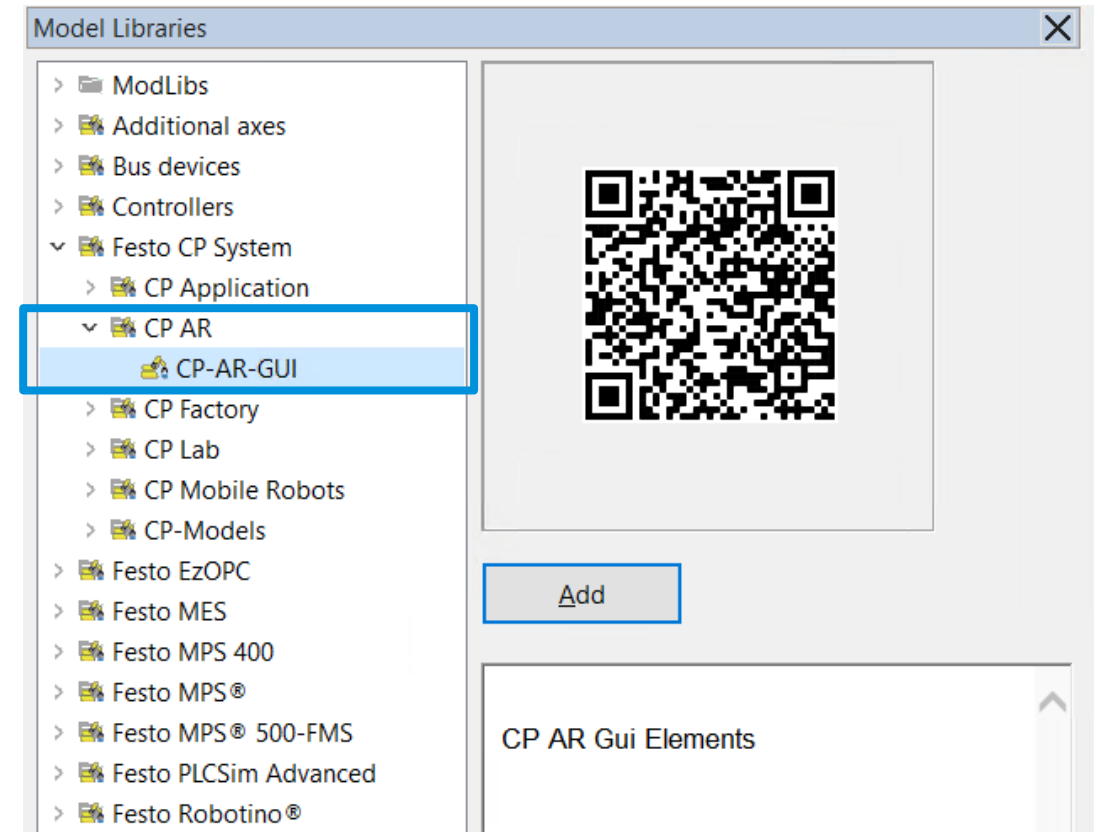 Model Libraries
ModLibs
Additional axes
Bus devices
Controllers
Festo CP System
CP Application
CP AR
CP-AR-GUI
CP Factory
CP Lab
CP Mobile Robots
CP-Models
Festo EzOPC
Festo MES
Festo MPS 400
Festo MPS®
Festo MPS® 500-FMS
Festo PLCSim Advanced
Festo Robotino®
Add
CP AR Gui Elements